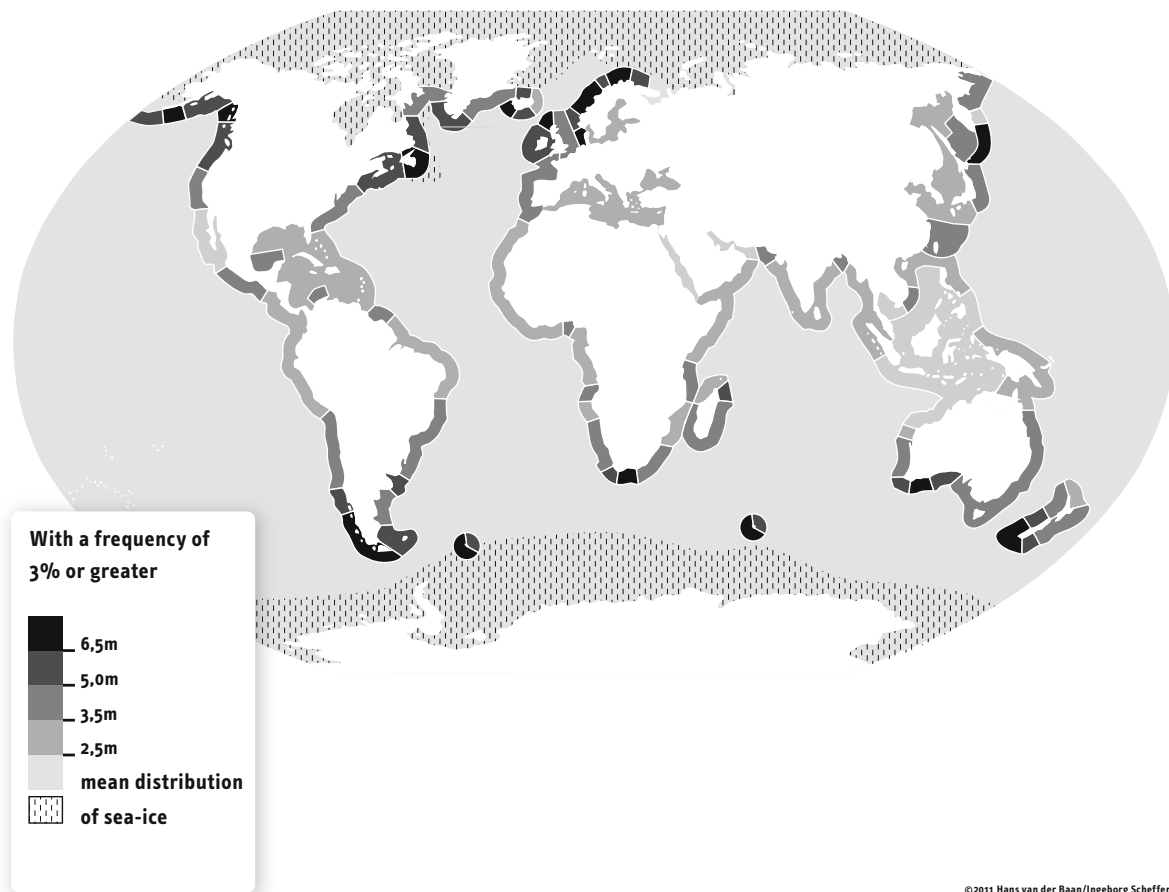 With a frequency of
3% or greater
6,5m
5,0m
3,5m
2,5m
mean distribution
of sea-ice
©2011 Hans van der Baan/Ingeborg Scheffer